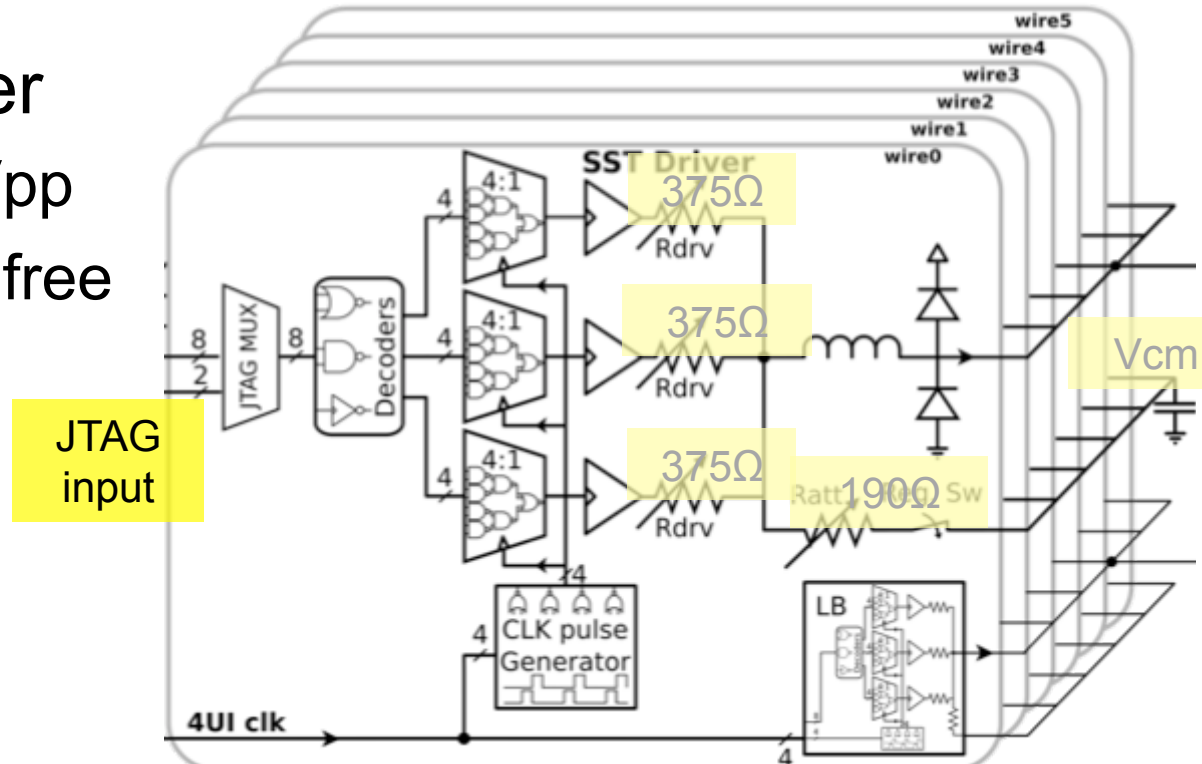 er
/pp
free
wire5
wire4
wire3
wire2
wire1
wire0
SST Driver
375Ω
Rdrv
375Ω
Rdrv
375Ω
Rdrv
4:1
4:1
4:1
4
4
4
8
2
8
JTAG MUX
Decoders
JTAG
input
Vcm
Ratt
190Ω
Sw
4
4
CLK pulse
Generator
LB
4UI clk
4